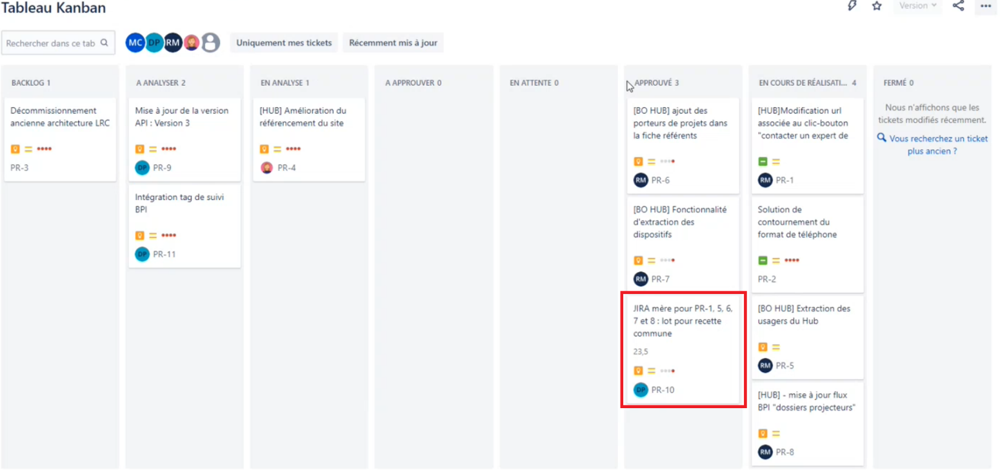 Tableau Kanban
Version
Rechercher dans ce tab
MC
DP
RM
Uniquement mes tickets
Récemment mis à jour
BACKLOG 1
Décommissionnement
ancienne architecture LRC
PR-3
A ANALYSER 2
Mise à jour de la version
API : Version 3
DP PR-9
Intégration tag de suivi
BPI
DP PR-11
EN ANALYSE 1
[HUB] Amélioration du
référencement du site
PR-4
A APPROUVER 0
EN ATTENTE 0
APPROUVÉ 3
[BO HUB] ajout des
porteurs de projets dans
la fiche référents
RM PR-6
[BO HUB] Fonctionnalité
d'extraction des
dispositifs
RM PR-7
JIRA mère pour PR-1, 5, 6,
7 et 8 : lot pour recette
commune
23,5
DP PR-10
EN COURS DE RÉALISATI... 4
[HUB]Modification url
associée au clic-bouton
"contacter un expert de
RM PR-1
Solution de
contournement du
format de téléphone
PR-2
[BO HUB] Extraction des
usagers du Hub
RM PR-5
[HUB] - mise à jour flux
BPI "dossiers projecteurs"
RM PR-8
FERMÉ 0
Nous n'affichons que les
tickets modifiés récemment.
Vous recherchez un ticket
plus ancien ?